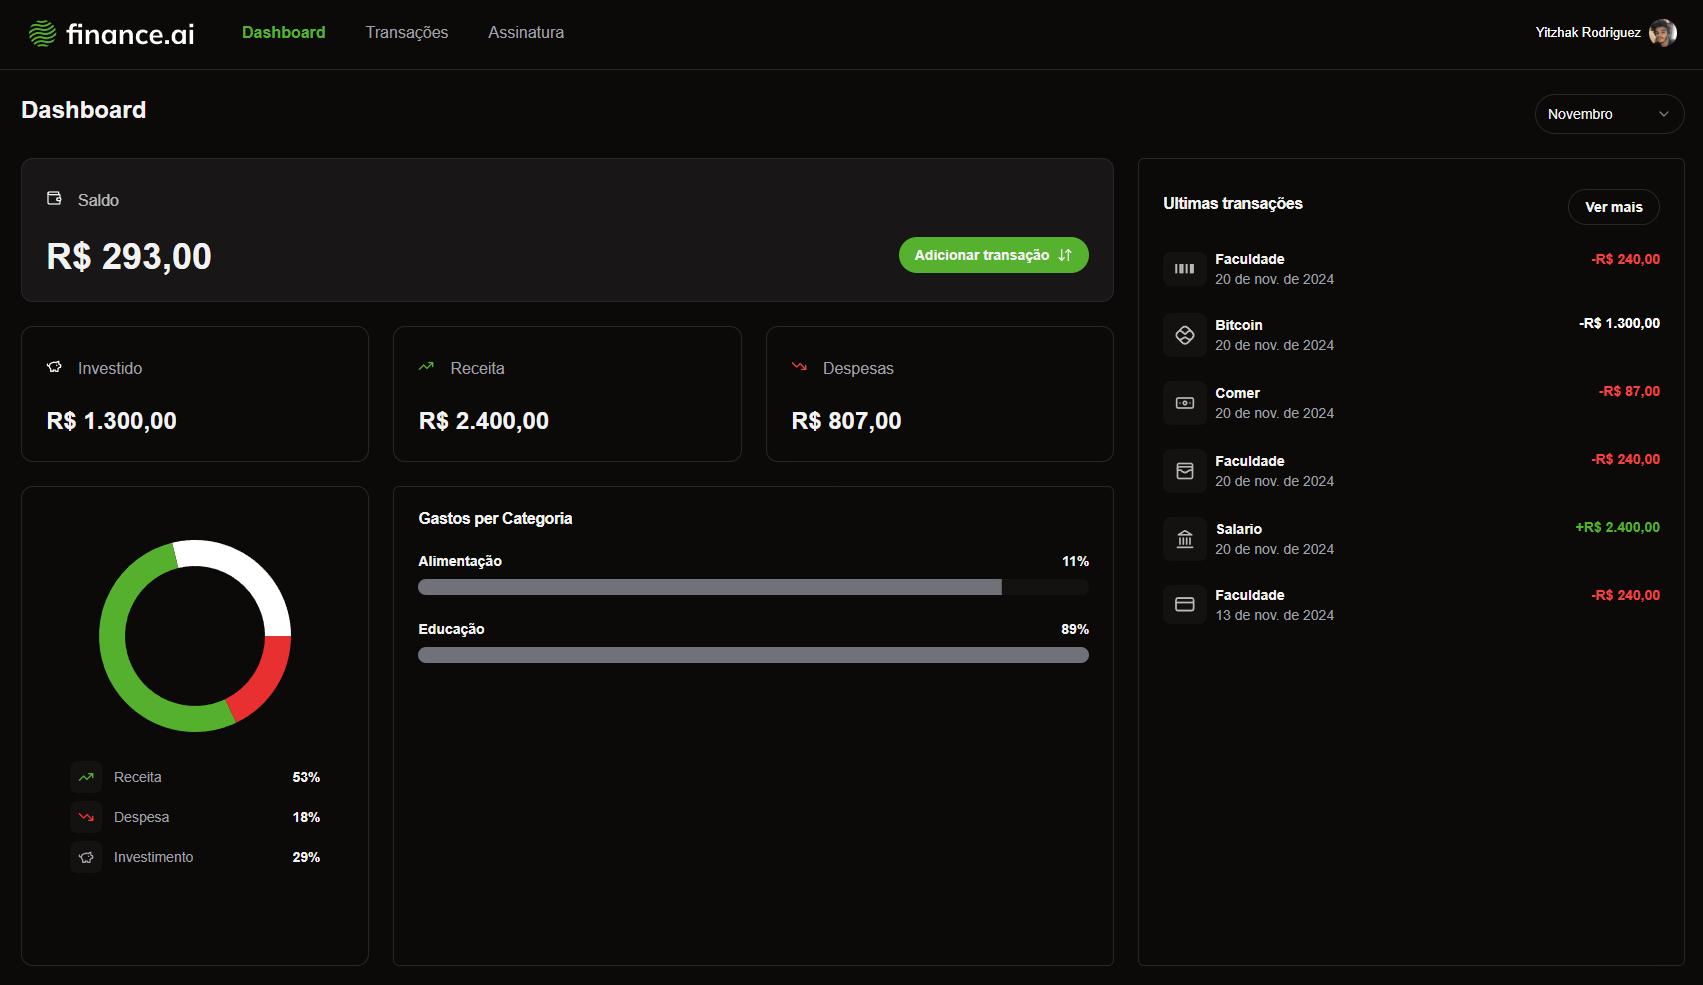 finance.ai
Dashboard
Transações
Assinatura
Yitzhak Rodriguez
Dashboard
Novembro
Saldo
R$ 293,00
Adicionar transação
Investido
R$ 1.300,00
Receita
R$ 2.400,00
Despesas
R$ 807,00
Receita 53%
Despesa 18%
Investimento 29%
Gastos per Categoria
Alimentação 11%
Educação 89%
Ultimas transações
Ver mais
Faculdade -R$ 240,00
20 de nov. de 2024
Bitcoin -R$ 1.300,00
20 de nov. de 2024
Comer -R$ 87,00
20 de nov. de 2024
Faculdade -R$ 240,00
20 de nov. de 2024
Salario +R$ 2.400,00
20 de nov. de 2024
Faculdade -R$ 240,00
13 de nov. de 2024